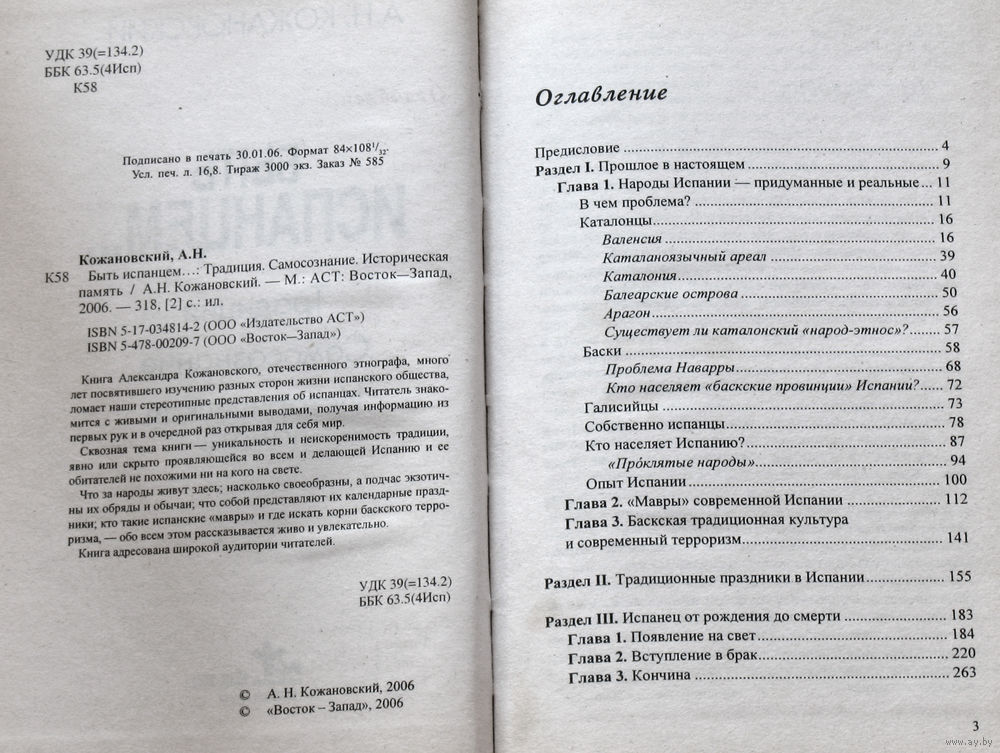 УДК 39(=134.2)
ББК 63.5(4Исп)
К58
Подписано в печать 30.01.06. Формат 84×108¹/₃₂.
Усл. печ. л. 16,8. Тираж 3000 экз. Заказ № 585
Кожановский, А.Н.
К58 Быть испанцем...: Традиция. Самосознание. Историческая
память / А.Н. Кожановский. — М.: АСТ: Восток—Запад,
2006. — 318, [2] с.: ил.
ISBN 5-17-034814-2 (ООО «Издательство АСТ»)
ISBN 5-478-00209-7 (ООО «Восток—Запад»)
Книга Александра Кожановского, отечественного этнографа, много
лет посвятившего изучению разных сторон жизни испанского общества,
ломает наши стереотипные представления об испанцах. Читатель знако-
мится с живыми и оригинальными выводами, получая информацию из
первых рук и в очередной раз открывая для себя мир.
Сквозная тема книги — уникальность и неискоренимость традиции,
явно или скрыто проявляющейся во всем и делающей Испанию и ее
обитателей не похожими ни на кого на свете.
Что за народы живут здесь; насколько своеобразны, а подчас экзотич-
ны их обряды и обычаи; что собой представляют их календарные празд-
ники; кто такие испанские «мавры» и где искать корни баскского терро-
ризма, — обо всем этом рассказывается живо и увлекательно.
Книга адресована широкой аудитории читателей.
УДК 39(=134.2)
ББК 63.5(4Исп)
© А. Н. Кожановский, 2006
© «Восток – Запад», 2006
Оглавление
Предисловие 4
Раздел I. Прошлое в настоящем 9
Глава 1. Народы Испании — придуманные и реальные ... 11
В чем проблема? 11
Каталонцы 16
Валенсия 16
Каталаноязычный ареал 39
Каталония 40
Балеарские острова 50
Арагон 56
Существует ли каталонский «народ-этнос»? 57
Баски 58
Проблема Наварры 68
Кто населяет «баскские провинции» Испании? 72
Галисийцы 73
Собственно испанцы 78
Кто населяет Испанию? 87
«Про́клятые народы» 94
Опыт Испании 100
Глава 2. «Мавры» современной Испании 112
Глава 3. Баскская традиционная культура
и современный терроризм 141
Раздел II. Традиционные праздники в Испании 155
Раздел III. Испанец от рождения до смерти 183
Глава 1. Появление на свет 184
Глава 2. Вступление в брак 220
Глава 3. Кончина 263
3
www.ay.by